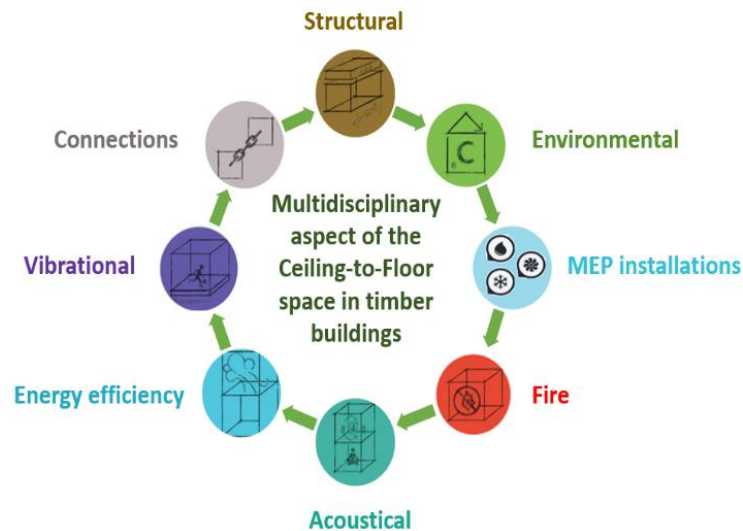 Structural
Connections
Environmental
C
6
Multidisciplinary
aspect of the
Ceiling-to-Floor
space in timber
buildings
Vibrational
MEP installations
Energy efficiency
Fire
Acoustical